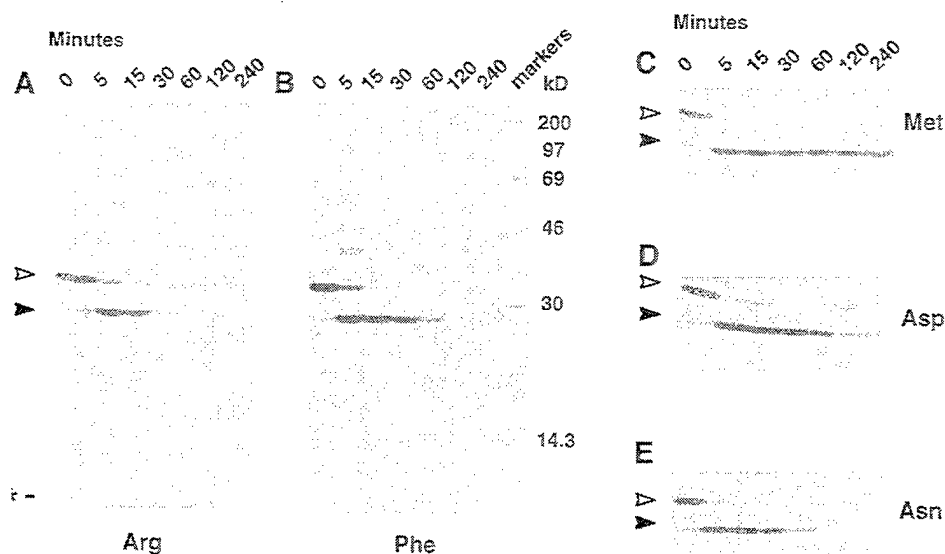 Minutes
A 0 5 15 30 60 120 240
B 0 5 15 30 60 120 240 markers
kD
200
97
69
46
30
14.3
Arg
Phe
Minutes
C 0 5 15 30 60 120 240
Met
D
Asp
E
Asn